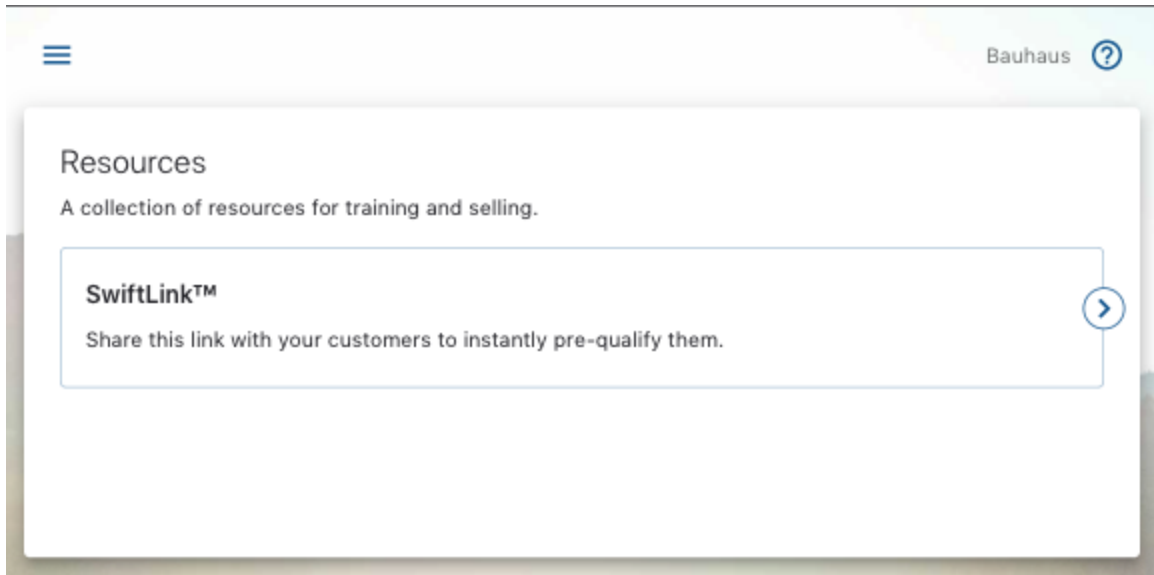 Bauhaus
Resources
A collection of resources for training and selling.
SwiftLink™
Share this link with your customers to instantly pre-qualify them.